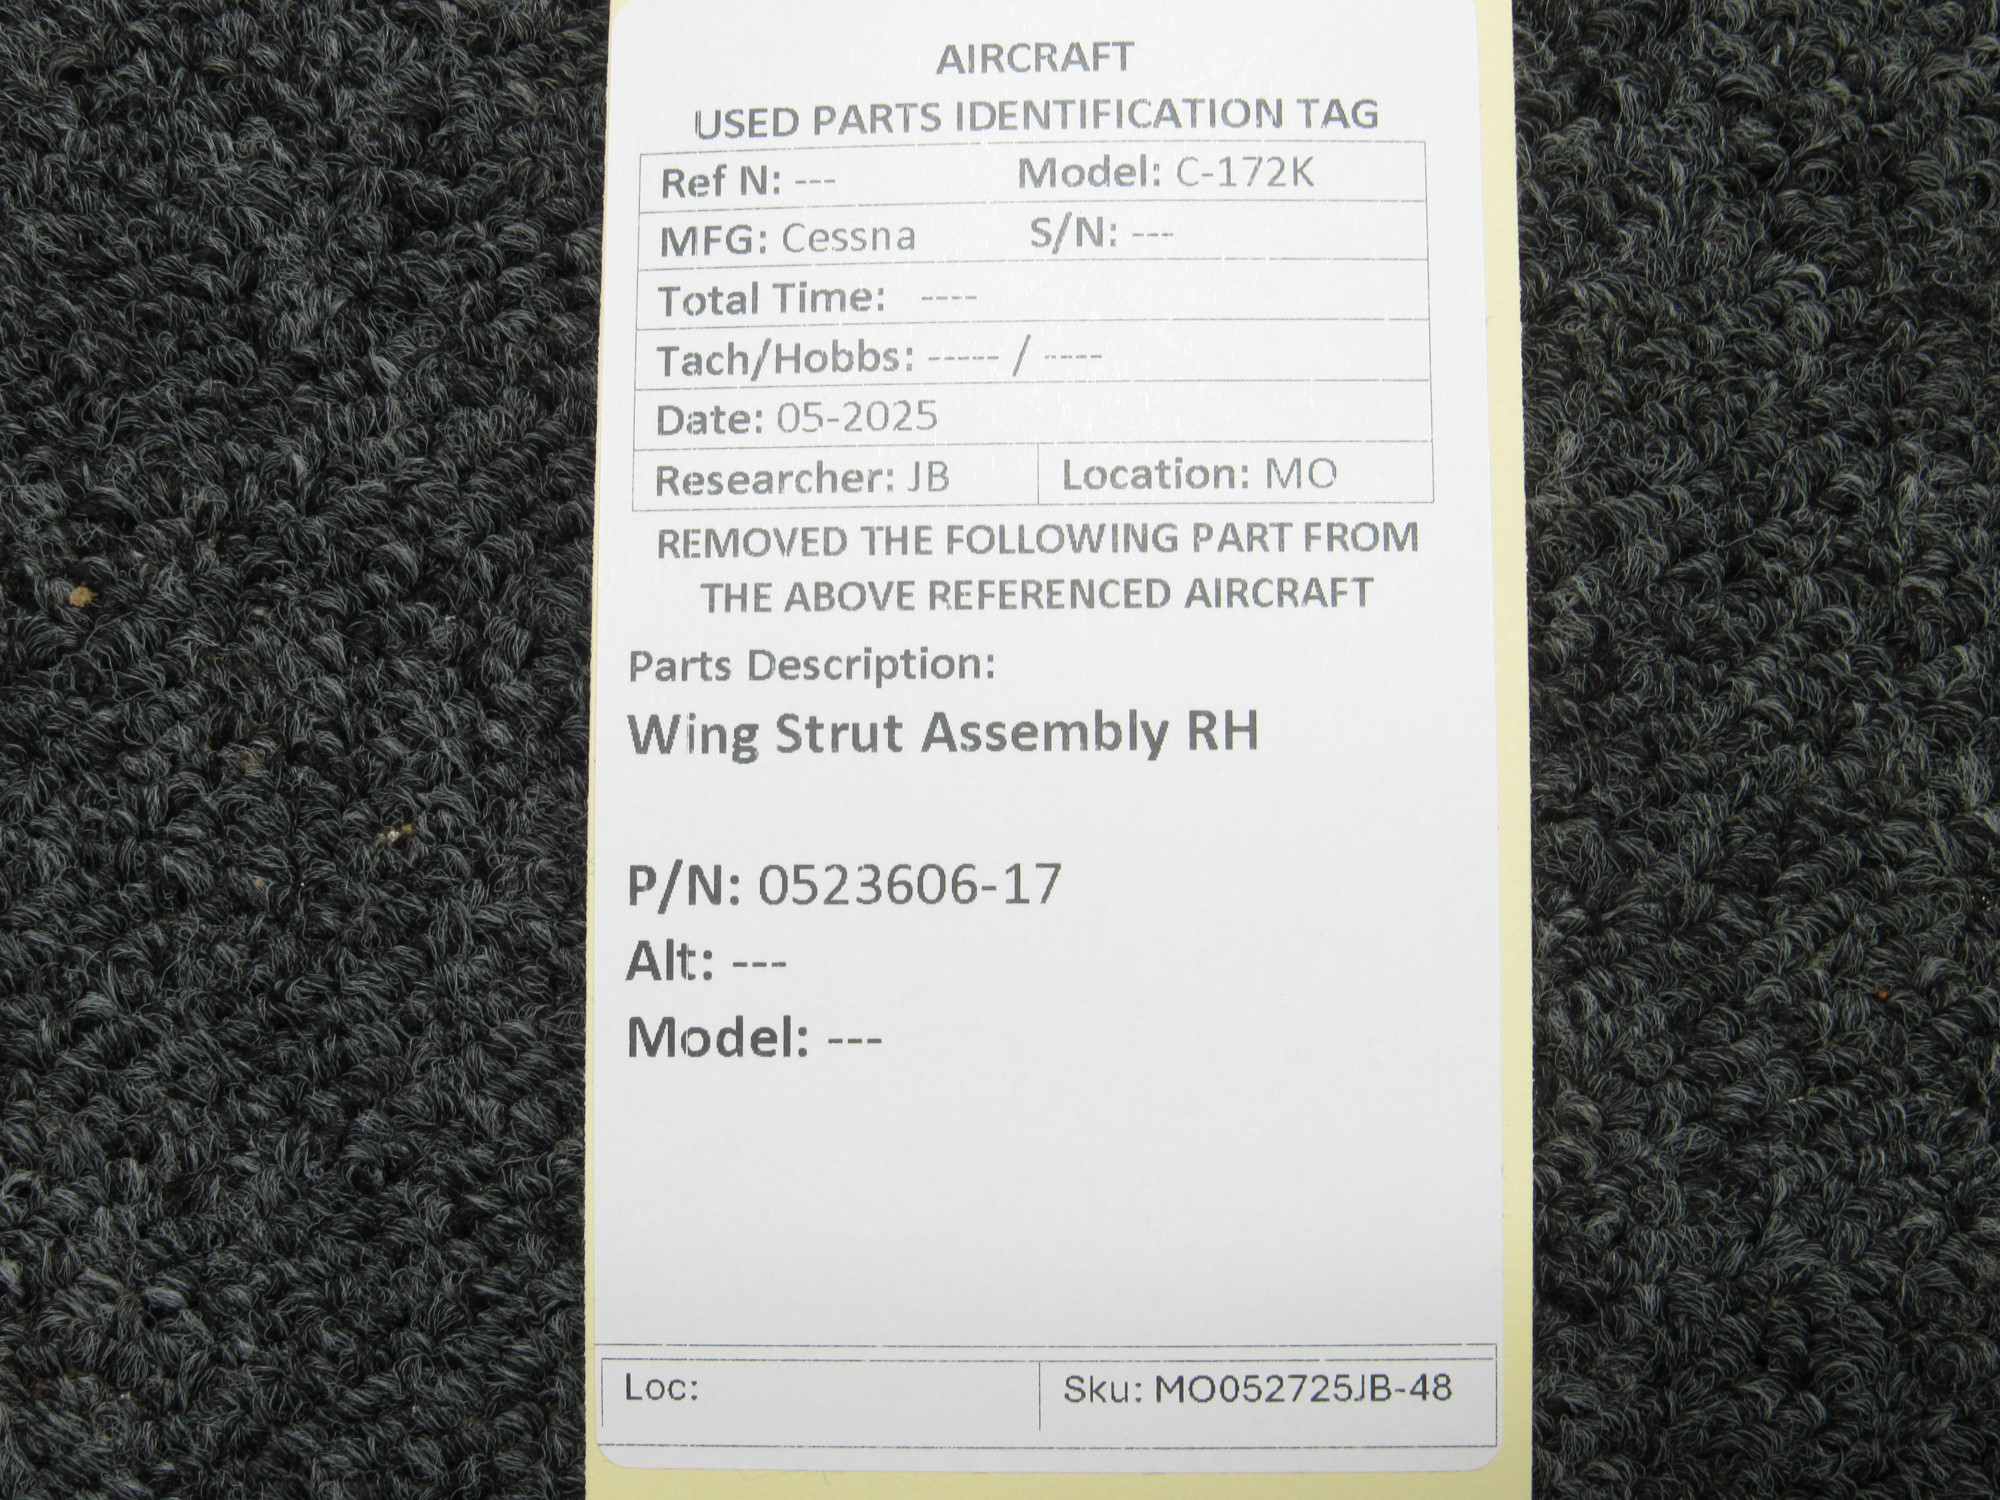 AIRCRAFT
USED PARTS IDENTIFICATION TAG
Ref N: --- Model: C-172K
MFG: Cessna S/N: ---
Total Time: ----
Tach/Hobbs: ----- / ----
Date: 05-2025
Researcher: JB Location: MO
REMOVED THE FOLLOWING PART FROM
THE ABOVE REFERENCED AIRCRAFT
Parts Description:
Wing Strut Assembly RH
P/N: 0523606-17
Alt: ---
Model: ---
Loc: Sku: MO052725JB-48